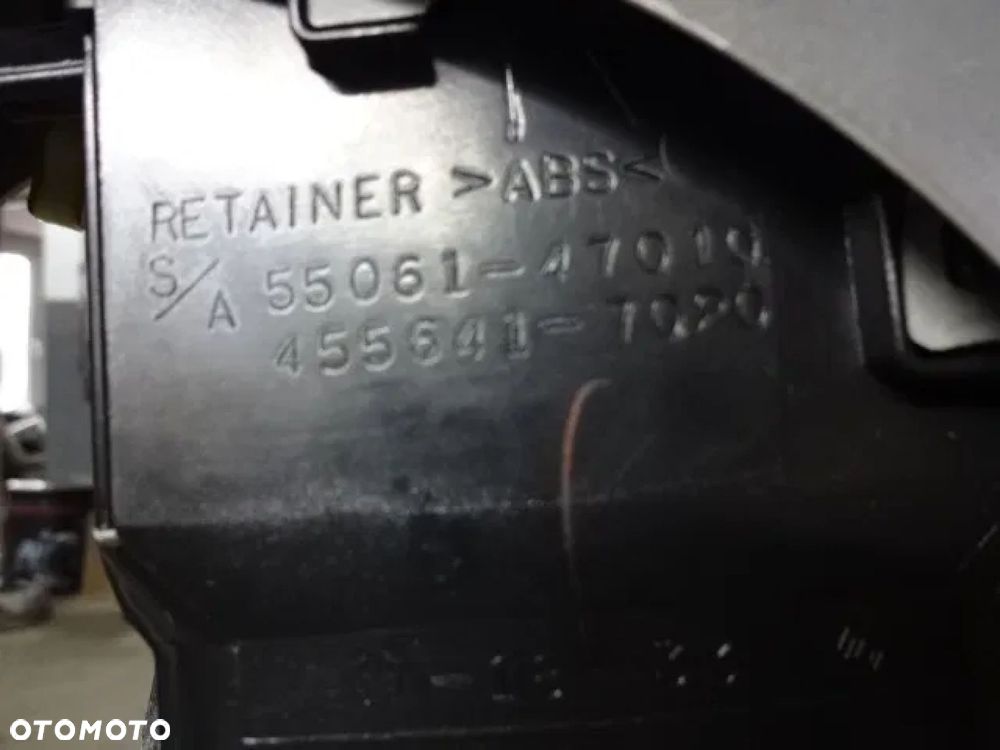 RETAINER >ABS<
S/A 55061-47010
455641-7020
OTOMOTO